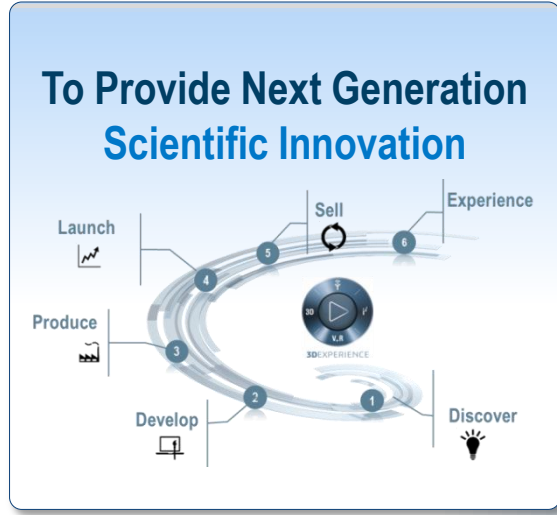 To Provide Next Generation
Scientific Innovation
Sell
Experience
Launch
5
6
4
3D
V.R
3DEXPERIENCE
Produce
3
2
1
Develop
Discover